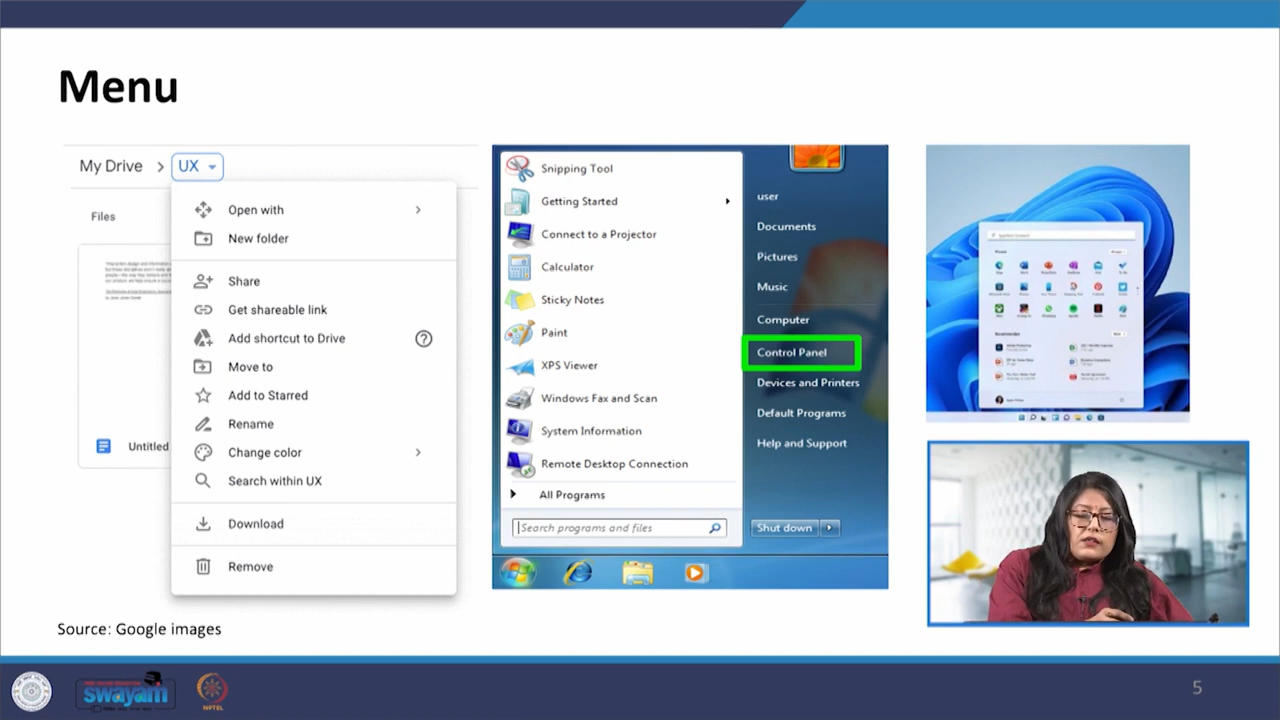 Menu
My Drive > UX
Files
Open with
New folder
Share
Get shareable link
Add shortcut to Drive
Move to
Add to Starred
Rename
Change color
Search within UX
Download
Remove
Untitled
Snipping Tool
Getting Started
Connect to a Projector
Calculator
Sticky Notes
Paint
XPS Viewer
Windows Fax and Scan
System Information
Remote Desktop Connection
All Programs
Search programs and files
user
Documents
Pictures
Music
Computer
Control Panel
Devices and Printers
Default Programs
Help and Support
Shut down
Source: Google images
swayam
NPTEL
5